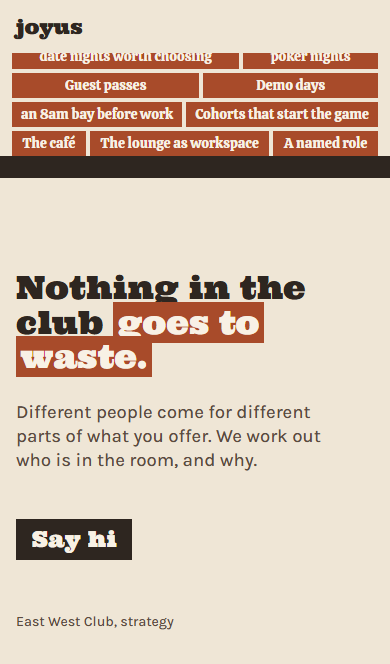 joyus
date nights worth choosing poker nights
Guest passes Demo days
an 8am bay before work Cohorts that start the game
The café The lounge as workspace A named role
Nothing in the
club goes to
waste.
Different people come for different
parts of what you offer. We work out
who is in the room, and why.
Say hi
East West Club, strategy